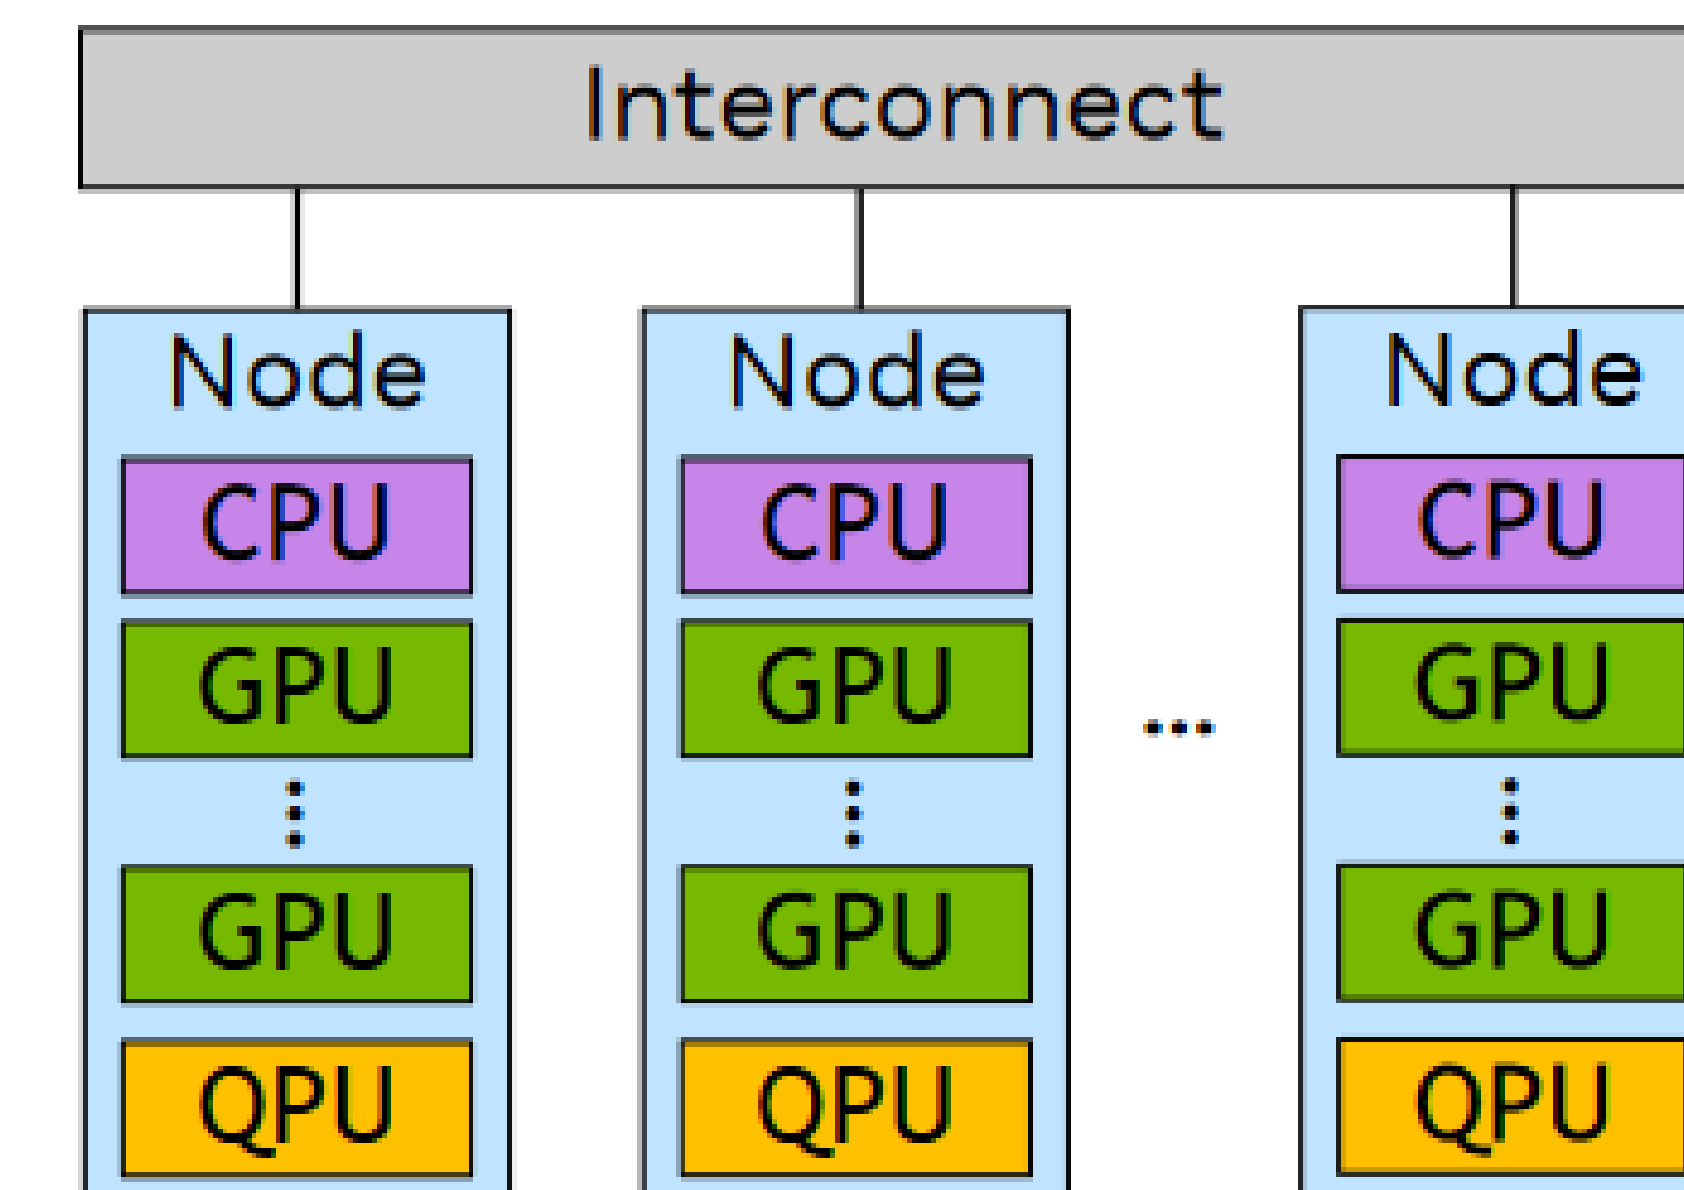 Interconnect
Node Node Node
CPU CPU CPU
GPU GPU GPU
...
GPU GPU GPU
QPU QPU QPU